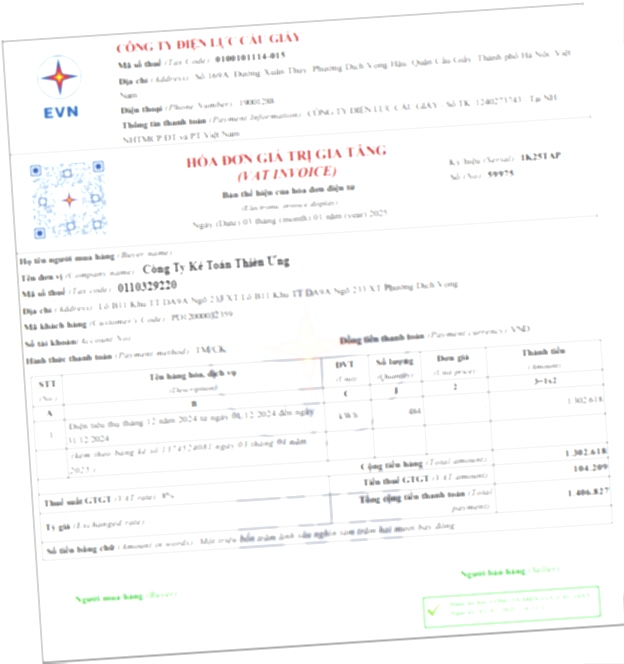 CÔNG TY ĐIỆN LỰC CẦU GIẤY
Mã số thuế (Tax Code): 0100101114-015
Địa chỉ (Address): Số 169A Đường Xuân Thủy, Phường Dịch Vọng Hậu, Quận Cầu Giấy, Thành phố Hà Nội, Việt
Nam
Điện thoại (Phone Number): 19001288
Thông tin thanh toán (Payment Information): CÔNG TY ĐIỆN LỰC CẦU GIẤY - Số TK: Tại NH
NHTMCP ĐT và PT Việt Nam
EVN
HÓA ĐƠN GIÁ TRỊ GIA TĂNG
(VAT INVOICE)
Bản thể hiện của hóa đơn điện tử
(Electronic invoice display)
Ngày (Date) 03 tháng (month) 01 năm (year) 2025
Ký hiệu (Serial): 1K25TAP
Số (No): 59975
Họ tên người mua hàng (Buyer name):
Tên đơn vị (Company name): Công Ty Kế Toán Thiên Ưng
Mã số thuế (Tax code): 0110329220
Địa chỉ (Address): Lô B11 Khu TT DA9A Ngõ 233 XT Lô B11 Khu TT DA9A Ngõ 233 XT Phường Dịch Vọng
Mã khách hàng (Customer's Code):
Số tài khoản (Account No):
Hình thức thanh toán (Payment method): TM/CK
Đồng tiền thanh toán (Payment currency): VND
STT (No.) Tên hàng hóa, dịch vụ (Description) ĐVT (Unit) Số lượng (Quantity) Đơn giá (Unit price) Thành tiền (Amount)
A B C 1 2 3=1x2
1 Điện tiêu thụ tháng 12 năm 2024 từ ngày 01/12/2024 đến ngày kWh 484 1.302.618
31/12/2024
(kèm theo bảng kê số ngày 03 tháng 01 năm
2025)
Cộng tiền hàng (Total amount): 1.302.618
Thuế suất GTGT (VAT rate): 8% Tiền thuế GTGT (VAT amount): 104.209
Tổng cộng tiền thanh toán (Total 1.406.827
payment):
Tỷ giá (Exchanged rate):
Số tiền bằng chữ (Amount in words): Một triệu bốn trăm linh sáu nghìn tám trăm hai mươi bảy đồng
Người mua hàng (Buyer)
Người bán hàng (Seller)